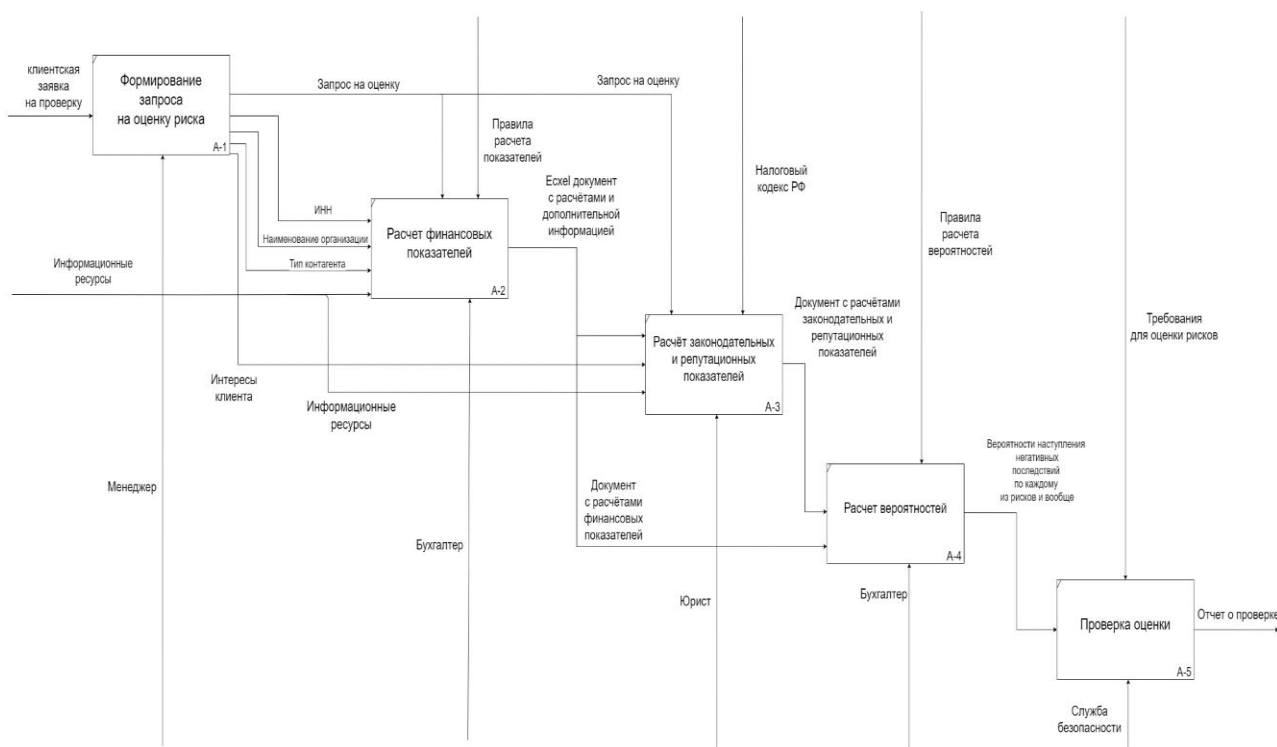 клиентская
заявка
на проверку
Формирование
запроса
на оценку риска
А-1
Запрос на оценку
Запрос на оценку
Правила
расчета
показателей
Ecxel документ
с расчётами и
дополнительной
информацией
Налоговый
кодекс РФ
Правила
расчета
вероятностей
ИНН
Наименование организации
Тип контагента
Информационные
ресурсы
Расчет финансовых
показателей
А-2
Требования
для оценки рисков
Документ с расчётами
законодательных и
репутационных
показателей
Расчёт законодательных
и репутационных
показателей
А-3
Интересы
клиента
Информационные
ресурсы
Менеджер
Бухгалтер
Документ
с расчётами
финансовых
показателей
Вероятности наступления
негативных
последствий
по каждому
из рисков и вообще
Расчет вероятностей
А-4
Юрист
Бухгалтер
Проверка оценки
А-5
Отчет о проверке
Служба
безопасности